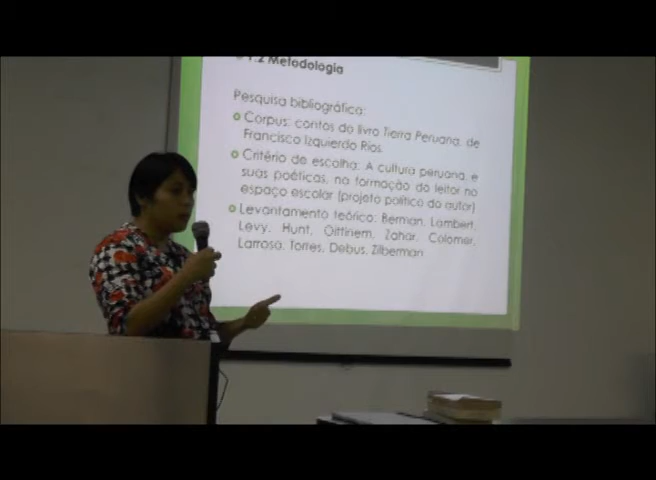 1.2 Metodologia
Pesquisa bibliográfica:
Corpus: contos do livro Tierra Peruana, de
Francisco Izquierdo Rios.
Critério de escolha: A cultura peruana, e
suas poéticas, na formação do leitor no
espaço escolar (projeto político do autor)
Levantamento teórico: Berman, Lambert,
Levy, Hunt, Oittinem, Zahar, Colomer,
Larrosa, Torres, Debus, Zilberman